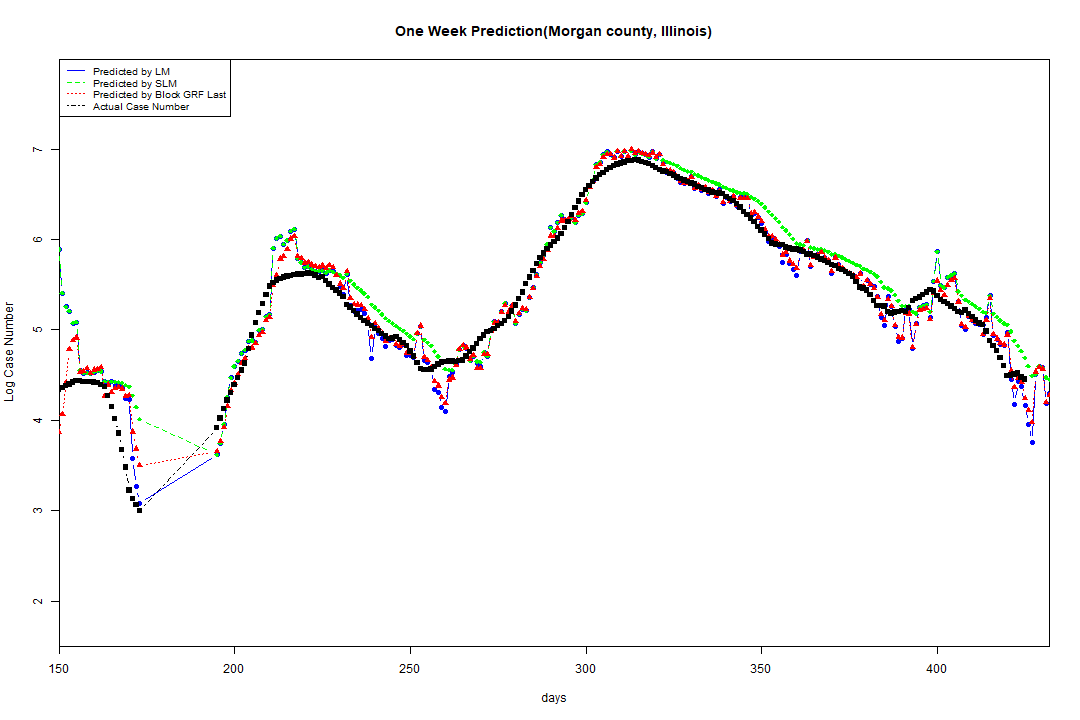 One Week Prediction(Morgan county, Illinois)
Predicted by LM
Predicted by SLM
Predicted by Block GRF Last
Actual Case Number
7
6
5
4
3
2
Log Case Number
150 200 250 300 350 400
days